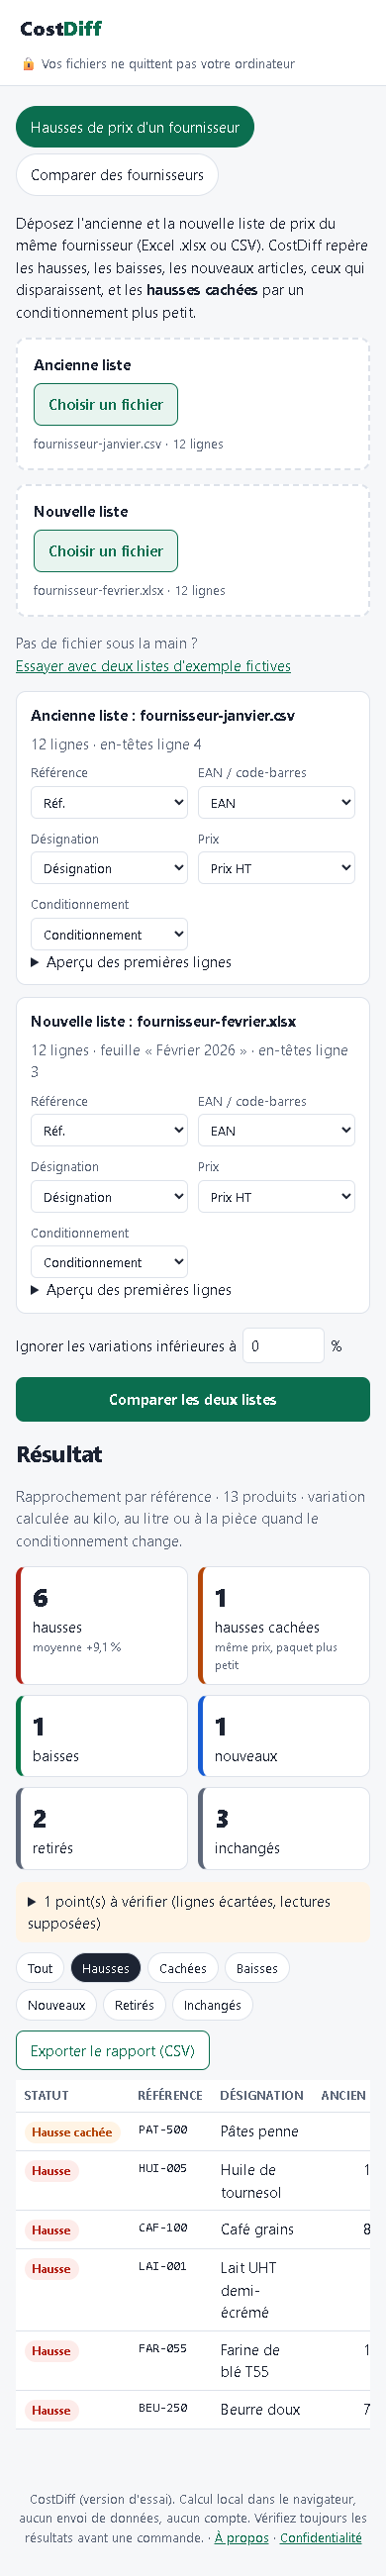 CostDiff
🔒 Vos fichiers ne quittent pas votre ordinateur
Hausses de prix d'un fournisseur
Comparer des fournisseurs
Déposez l'ancienne et la nouvelle liste de prix du
même fournisseur (Excel .xlsx ou CSV). CostDiff repère
les hausses, les baisses, les nouveaux articles, ceux qui
disparaissent, et les hausses cachées par un
conditionnement plus petit.
Ancienne liste
Choisir un fichier
fournisseur-janvier.csv · 12 lignes
Nouvelle liste
Choisir un fichier
fournisseur-fevrier.xlsx · 12 lignes
Pas de fichier sous la main ?
Essayer avec deux listes d'exemple fictives
Ancienne liste : fournisseur-janvier.csv
12 lignes · en-têtes ligne 4
Référence EAN / code-barres
Réf. EAN
Désignation Prix
Désignation Prix HT
Conditionnement
Conditionnement
▶ Aperçu des premières lignes
Nouvelle liste : fournisseur-fevrier.xlsx
12 lignes · feuille « Février 2026 » · en-têtes ligne
3
Référence EAN / code-barres
Réf. EAN
Désignation Prix
Désignation Prix HT
Conditionnement
Conditionnement
▶ Aperçu des premières lignes
Ignorer les variations inférieures à 0 %
Comparer les deux listes
Résultat
Rapprochement par référence · 13 produits · variation
calculée au kilo, au litre ou à la pièce quand le
conditionnement change.
6 1
hausses hausses cachées
moyenne +9,1 % même prix, paquet plus
petit
1 1
baisses nouveaux
2 3
retirés inchangés
▶ 1 point(s) à vérifier (lignes écartées, lectures
supposées)
Tout Hausses Cachées Baisses
Nouveaux Retirés Inchangés
Exporter le rapport (CSV)
STATUT RÉFÉRENCE DÉSIGNATION ANCIEN
Hausse cachée PAT-500 Pâtes penne
Hausse HUI-005 Huile de 1
tournesol
Hausse CAF-100 Café grains 8
Hausse LAI-001 Lait UHT
demi-
écrémé
Hausse FAR-055 Farine de 1
blé T55
Hausse BEU-250 Beurre doux 7
CostDiff (version d'essai). Calcul local dans le navigateur,
aucun envoi de données, aucun compte. Vérifiez toujours les
résultats avant une commande. · À propos · Confidentialité